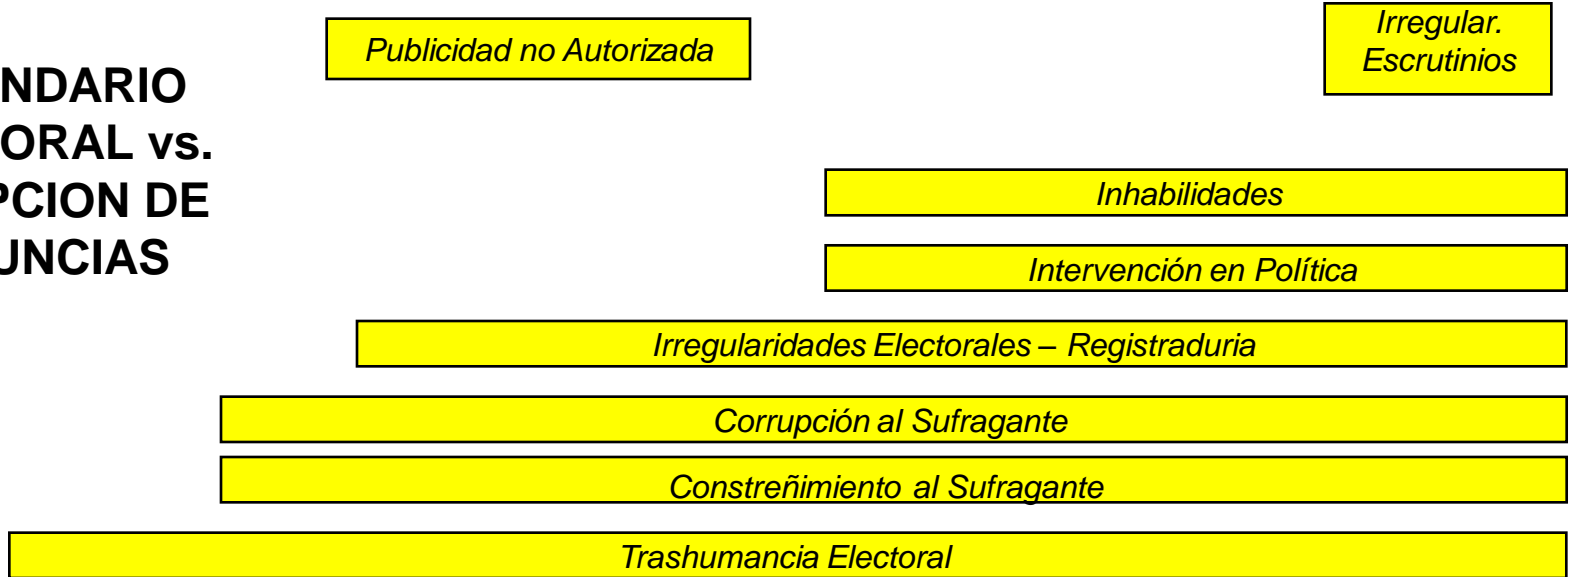 Publicidad no Autorizada
Irregular.
Escrutinios
NDARIO
ORAL vs.
PCION DE
UNCIAS
Inhabilidades
Intervención en Política
Irregularidades Electorales – Registraduria
Corrupción al Sufragante
Constreñimiento al Sufragante
Trashumancia Electoral